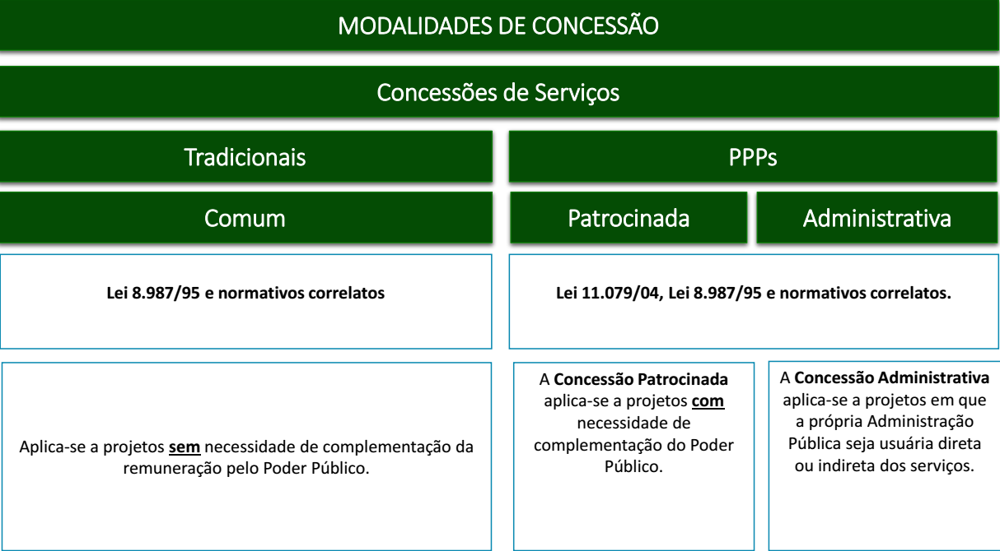 MODALIDADES DE CONCESSÃO
Concessões de Serviços
Tradicionais
PPPs
Comum
Patrocinada
Administrativa
Lei 8.987/95 e normativos correlatos
Lei 11.079/04, Lei 8.987/95 e normativos correlatos.
Aplica-se a projetos sem necessidade de complementação da
remuneração pelo Poder Público.
A Concessão Patrocinada
aplica-se a projetos com
necessidade de
complementação do Poder
Público.
A Concessão Administrativa
aplica-se a projetos em que
a própria Administração
Pública seja usuária direta
ou indireta dos serviços.